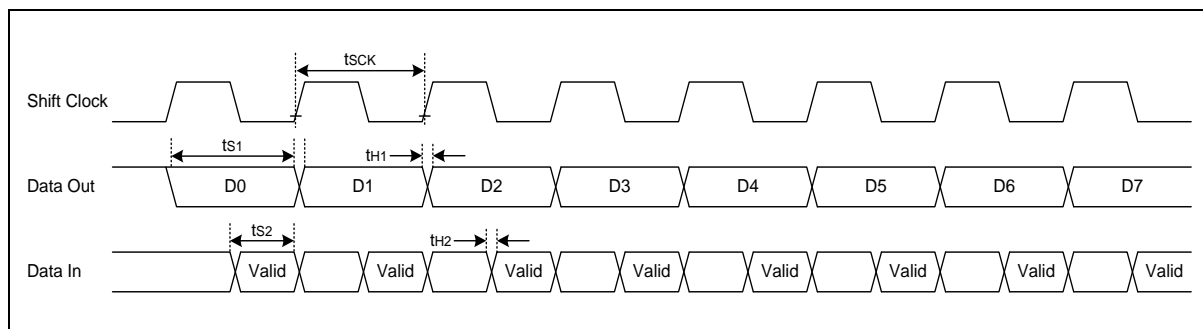 tSCK
Shift Clock
tS1
tH1
Data Out D0 D1 D2 D3 D4 D5 D6 D7
tS2
tH2
Data In Valid Valid Valid Valid Valid Valid Valid Valid